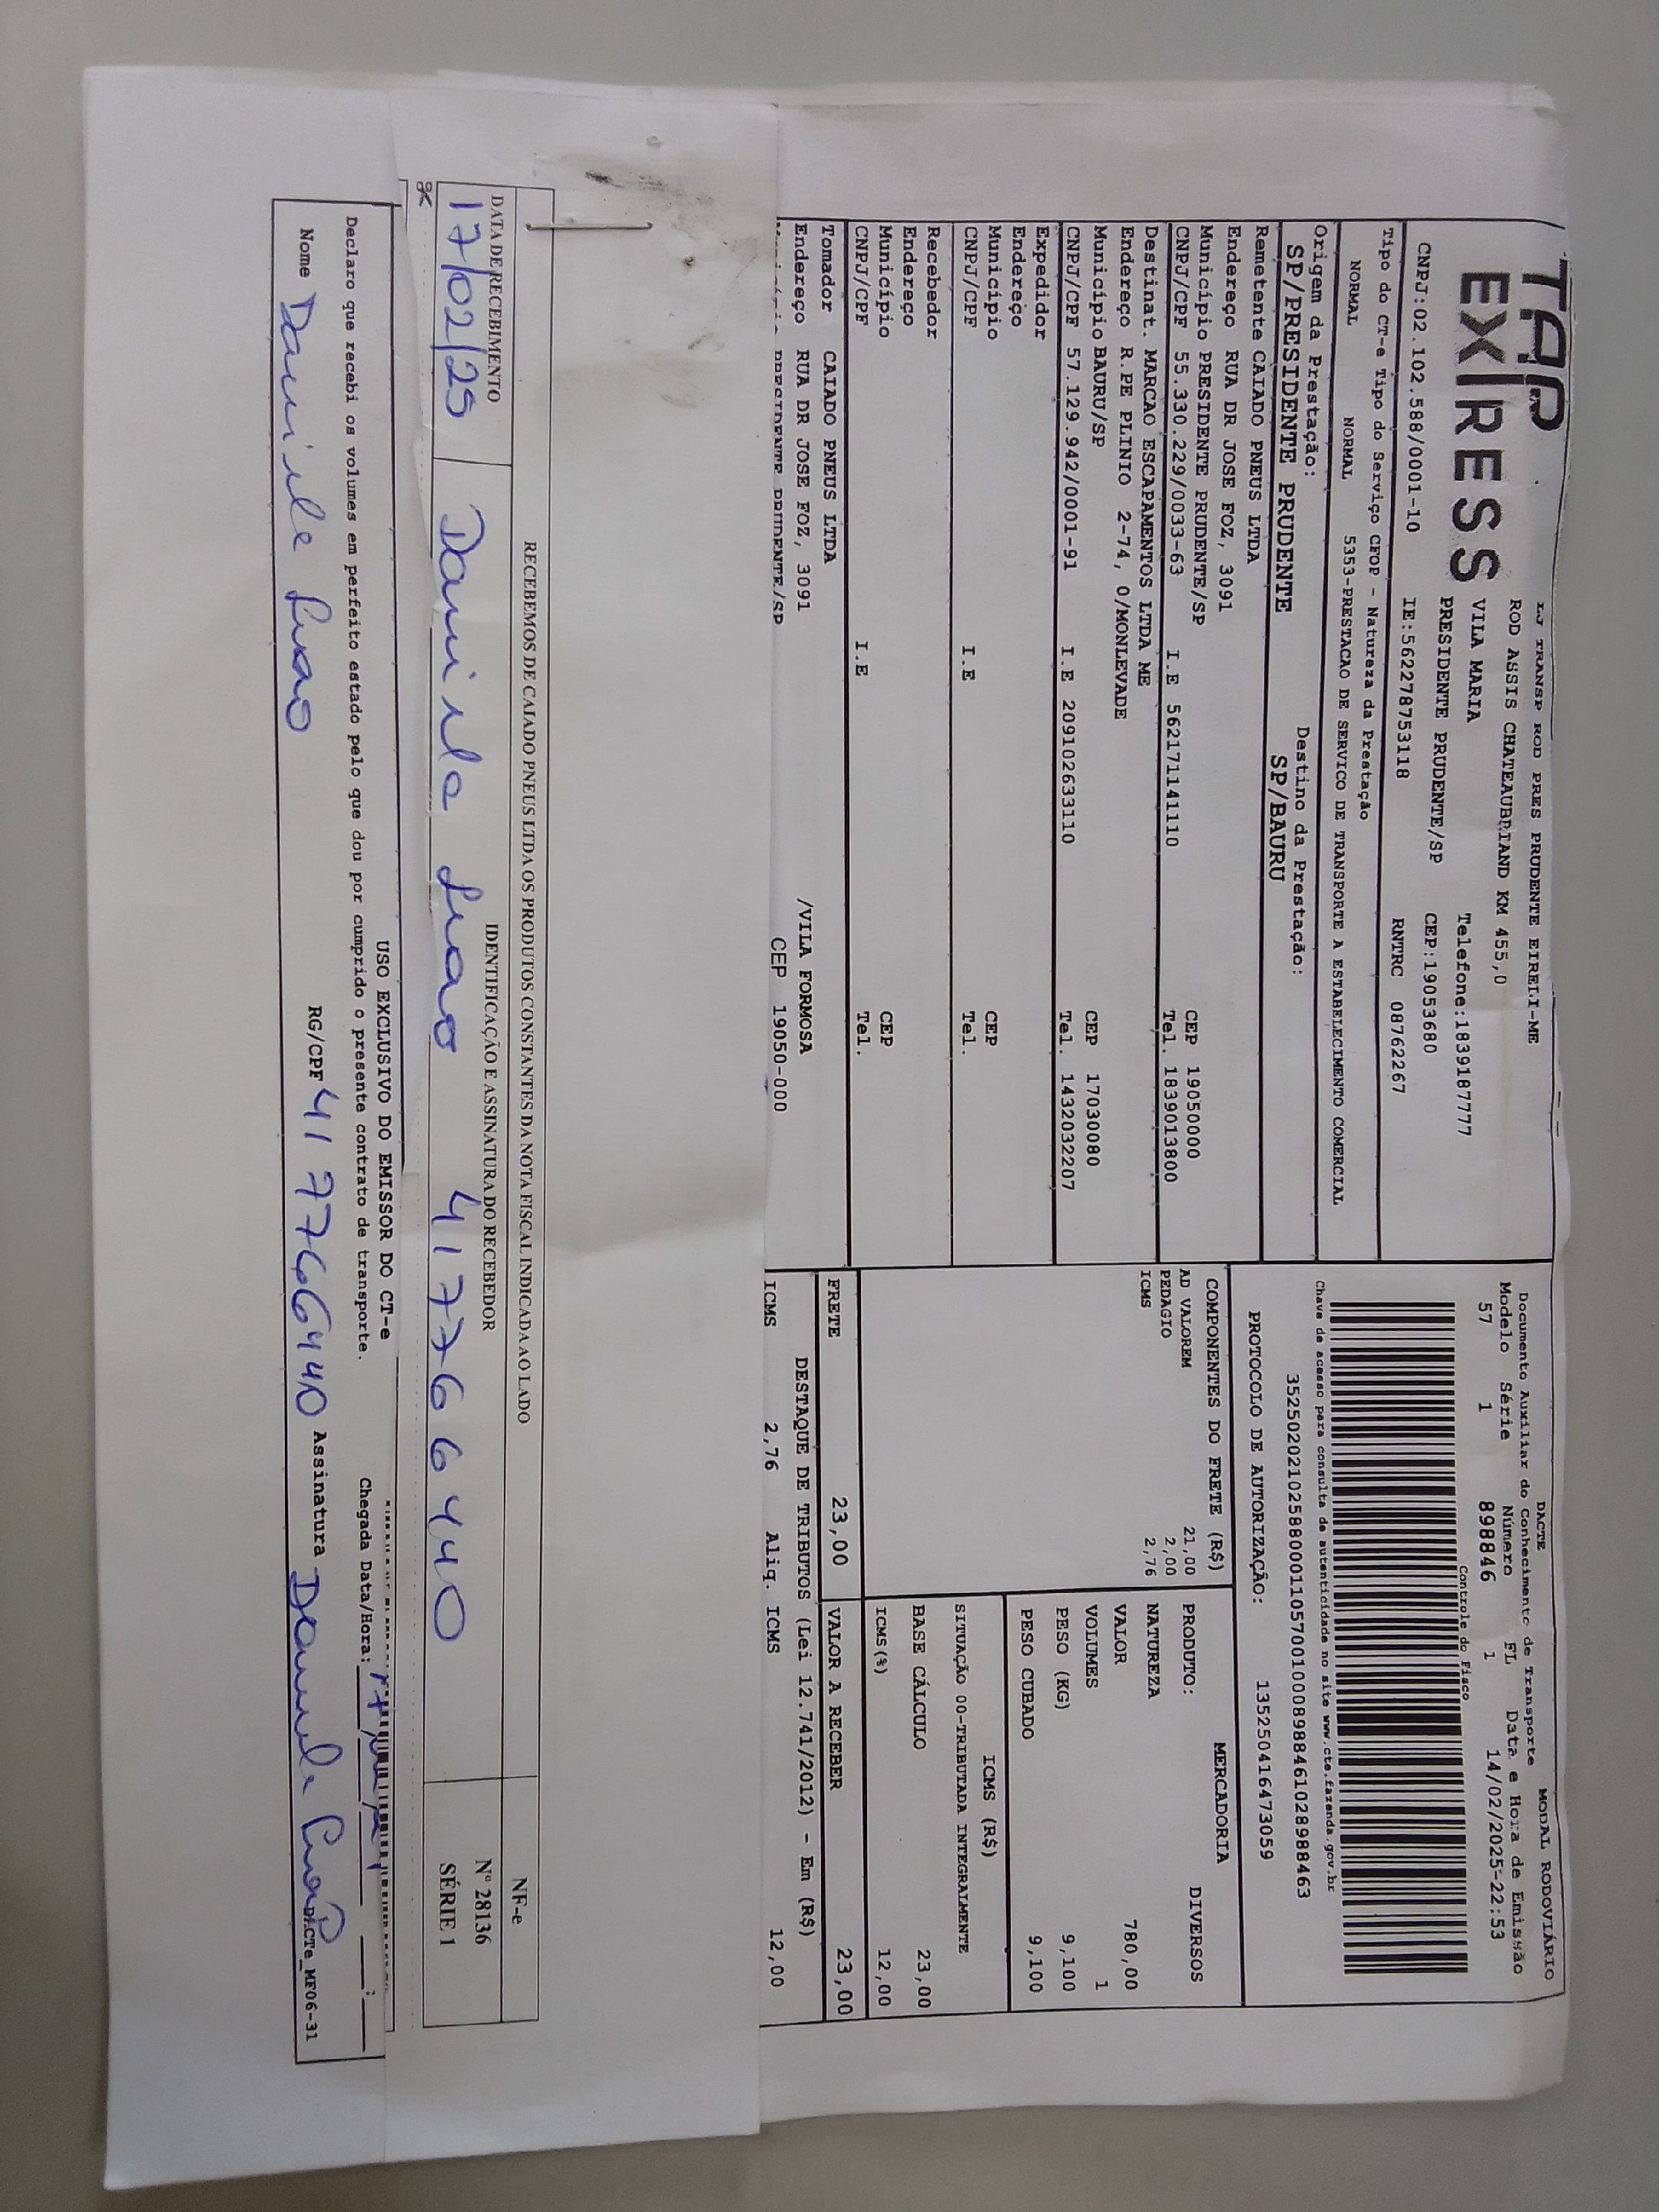 TAP
EXPRESS
LJ TRANSP ROD PRES PRUDENTE EIRELI-ME
ROD ASSIS CHATEAUBRIAND KM 455,0
VILA MARIA Telefone:1839187777
PRESIDENTE PRUDENTE/SP CEP:19053680
CNPJ:02.102.588/0001-10 IE:562278753118 RNTRC 08762267
Tipo do CT-e Tipo do Serviço CFOP - Natureza da Prestação
NORMAL NORMAL 5353-PRESTACAO DE SERVICO DE TRANSPORTE A ESTABELECIMENTO COMERCIAL
Origem da Prestação: Destino da Prestação:
SP/PRESIDENTE PRUDENTE SP/BAURU
Remetente CAIADO PNEUS LTDA
Endereço RUA DR JOSE FOZ, 3091
Município PRESIDENTE PRUDENTE/SP CEP 19050000
CNPJ/CPF 55.330.229/0033-63 I.E 562171141110 Tel. 1839013800
Destinat. MARCAO ESCAPAMENTOS LTDA ME
Endereço R.PE PLINIO 2-74, 0/MONLEVADE
Município BAURU/SP CEP 17030080
CNPJ/CPF 57.129.942/0001-91 I.E 209102633110 Tel. 1432032207
Expedidor
Endereço
Município CEP
CNPJ/CPF I.E Tel.
Recebedor
Endereço
Município CEP
CNPJ/CPF I.E Tel.
Tomador CAIADO PNEUS LTDA
Endereço RUA DR JOSE FOZ, 3091 /VILA FORMOSA
Município PRESIDENTE PRUDENTE/SP CEP 19050-000
DACTE MODAL RODOVIÁRIO
Documento Auxiliar do Conhecimento de Transporte
Modelo Série Número FL Data e Hora de Emissão
57 1 898846 1 14/02/2025-22:53
Controle do Fisco
Chave de acesso para consulta de autenticidade no site www.cte.fazenda.gov.br
35250202102588000110570010008988461028988463
PROTOCOLO DE AUTORIZAÇÃO: 135250416473059
COMPONENTES DO FRETE (R$)
AD VALOREM 21,00
PEDAGIO 2,00
ICMS 2,76
MERCADORIA
PRODUTO: DIVERSOS
NATUREZA
VALOR 780,00
VOLUMES 1
PESO (KG) 9,100
PESO CUBADO 9,100
ICMS (R$)
SITUAÇÃO 00-TRIBUTADA INTEGRALMENTE
BASE CÁLCULO 23,00
ICMS(%) 12,00
FRETE 23,00 VALOR A RECEBER 23,00
DESTAQUE DE TRIBUTOS (Lei 12.741/2012) - Em (R$)
ICMS 2,76 Aliq. ICMS 12,00
RECEBEMOS DE CAIADO PNEUS LTDA OS PRODUTOS CONSTANTES DA NOTA FISCAL INDICADA AO LADO
NF-e
Nº 28136
SÉRIE 1
DATA DE RECEBIMENTO IDENTIFICAÇÃO E ASSINATURA DO RECEBEDOR
17/02/25 Danilo 417766440
USO EXCLUSIVO DO EMISSOR DO CT-e
Declaro que recebi os volumes em perfeito estado pelo que dou por cumprido o presente contrato de transporte. Chegada Data/Hora:
Nome RG/CPF 417766440 Assinatura
DACTe_MF06-31